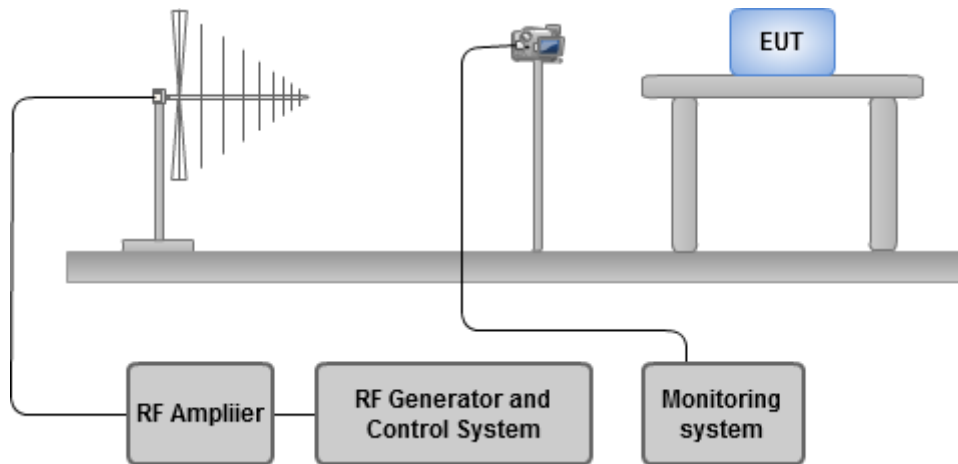 EUT
RF Ampliier
RF Generator and
Control System
Monitoring
system